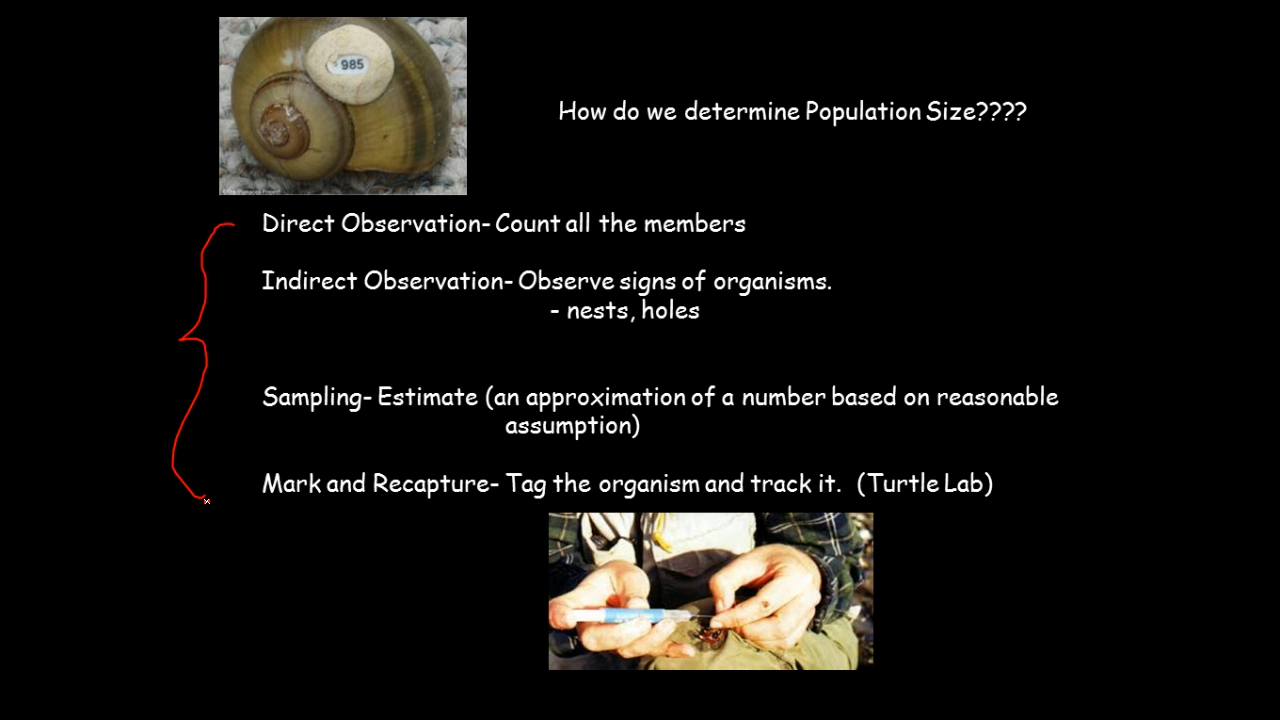 985
How do we determine Population Size????
Direct Observation- Count all the members
Indirect Observation- Observe signs of organisms.
- nests, holes
Sampling- Estimate (an approximation of a number based on reasonable
assumption)
Mark and Recapture- Tag the organism and track it. (Turtle Lab)